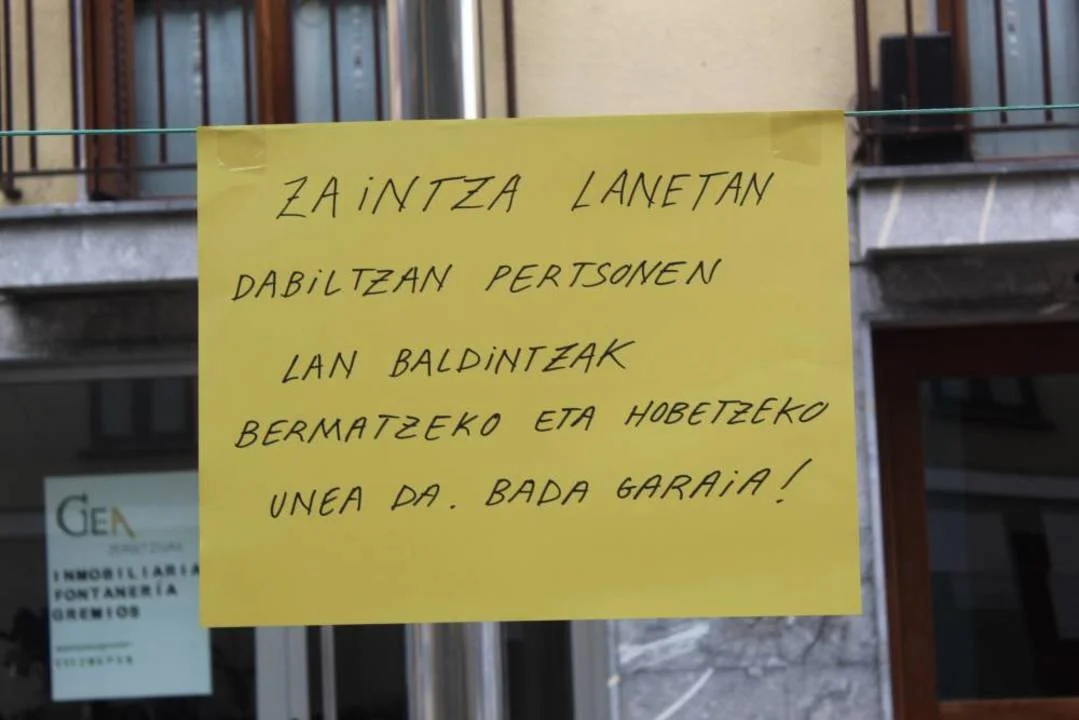 ZAiNTZA LANETAN
DABiLTZAN PERTSONEN
LAN BALDiNTZAK
BERMATZEKO ETA HOBETZEKO
UNEA DA. BADA GARAiA!
GEA
INMOBILIARIA
FONTANERÍA
GREMIOS